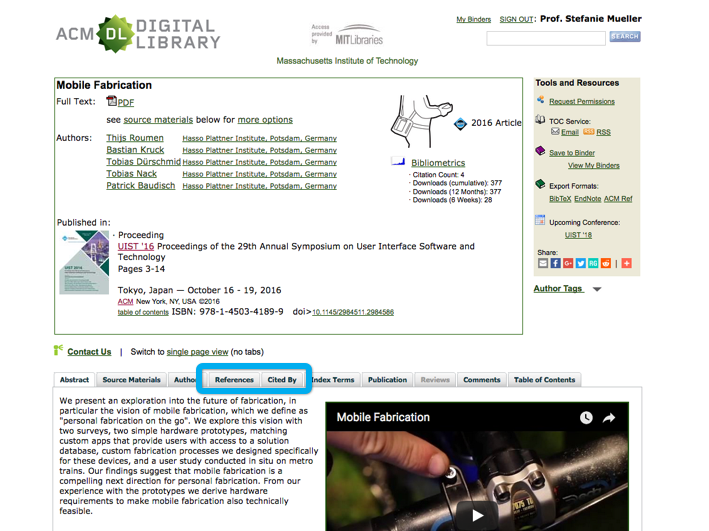 ACM DL DIGITAL LIBRARY
Access provided by MITLibraries
Massachusetts Institute of Technology
My Binders SIGN OUT: Prof. Stefanie Mueller
SEARCH
Mobile Fabrication
Full Text: PDF
see source materials below for more options
Authors: Thijs Roumen Hasso Plattner Institute, Potsdam, Germany
Bastian Kruck Hasso Plattner Institute, Potsdam, Germany
Tobias Dürschmid Hasso Plattner Institute, Potsdam, Germany
Tobias Nack Hasso Plattner Institute, Potsdam, Germany
Patrick Baudisch Hasso Plattner Institute, Potsdam, Germany
2016 Article
Bibliometrics
· Citation Count: 4
· Downloads (cumulative): 377
· Downloads (12 Months): 377
· Downloads (6 Weeks): 28
Published in:
· Proceeding
UIST '16 Proceedings of the 29th Annual Symposium on User Interface Software and
Technology
Pages 3-14
Tokyo, Japan — October 16 - 19, 2016
ACM New York, NY, USA ©2016
table of contents ISBN: 978-1-4503-4189-9 doi>10.1145/2984511.2984586
Tools and Resources
Request Permissions
TOC Service:
Email RSS
Save to Binder
View My Binders
Export Formats:
BibTeX EndNote ACM Ref
Upcoming Conference:
UIST '18
Share:
|
Author Tags
Contact Us | Switch to single page view (no tabs)
Abstract Source Materials Autho References Cited By Index Terms Publication Reviews Comments Table of Contents
We present an exploration into the future of fabrication, in
particular the vision of mobile fabrication, which we define as
"personal fabrication on the go". We explore this vision with
two surveys, two simple hardware prototypes, matching
custom apps that provide users with access to a solution
database, custom fabrication processes we designed specifically
for these devices, and a user study conducted in situ on metro
trains. Our findings suggest that mobile fabrication is a
compelling next direction for personal fabrication. From our
experience with the prototypes we derive hardware
requirements to make mobile fabrication also technically
feasible.
Mobile Fabrication